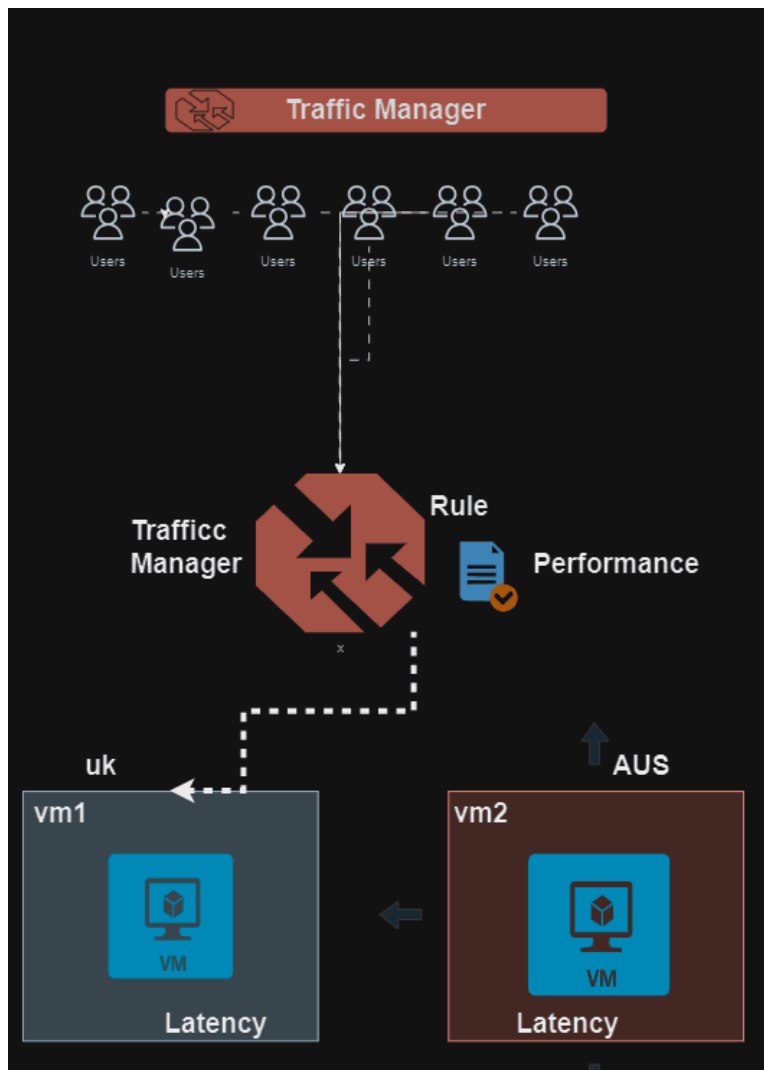 Traffic Manager
Users
Users
Users
Users
Users
Users
Rule
Trafficc
Manager
Performance
x
uk
AUS
vm1
vm2
VM
VM
Latency
Latency